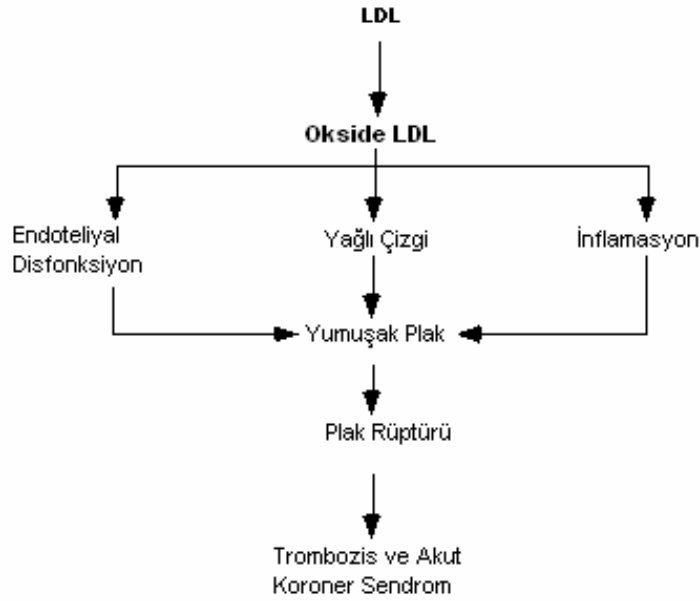 LDL
Okside LDL
Endoteliyal
Disfonksiyon
Yağlı Çizgi
İnflamasyon
Yumuşak Plak
Plak Rüptürü
Trombozis ve Akut
Koroner Sendrom